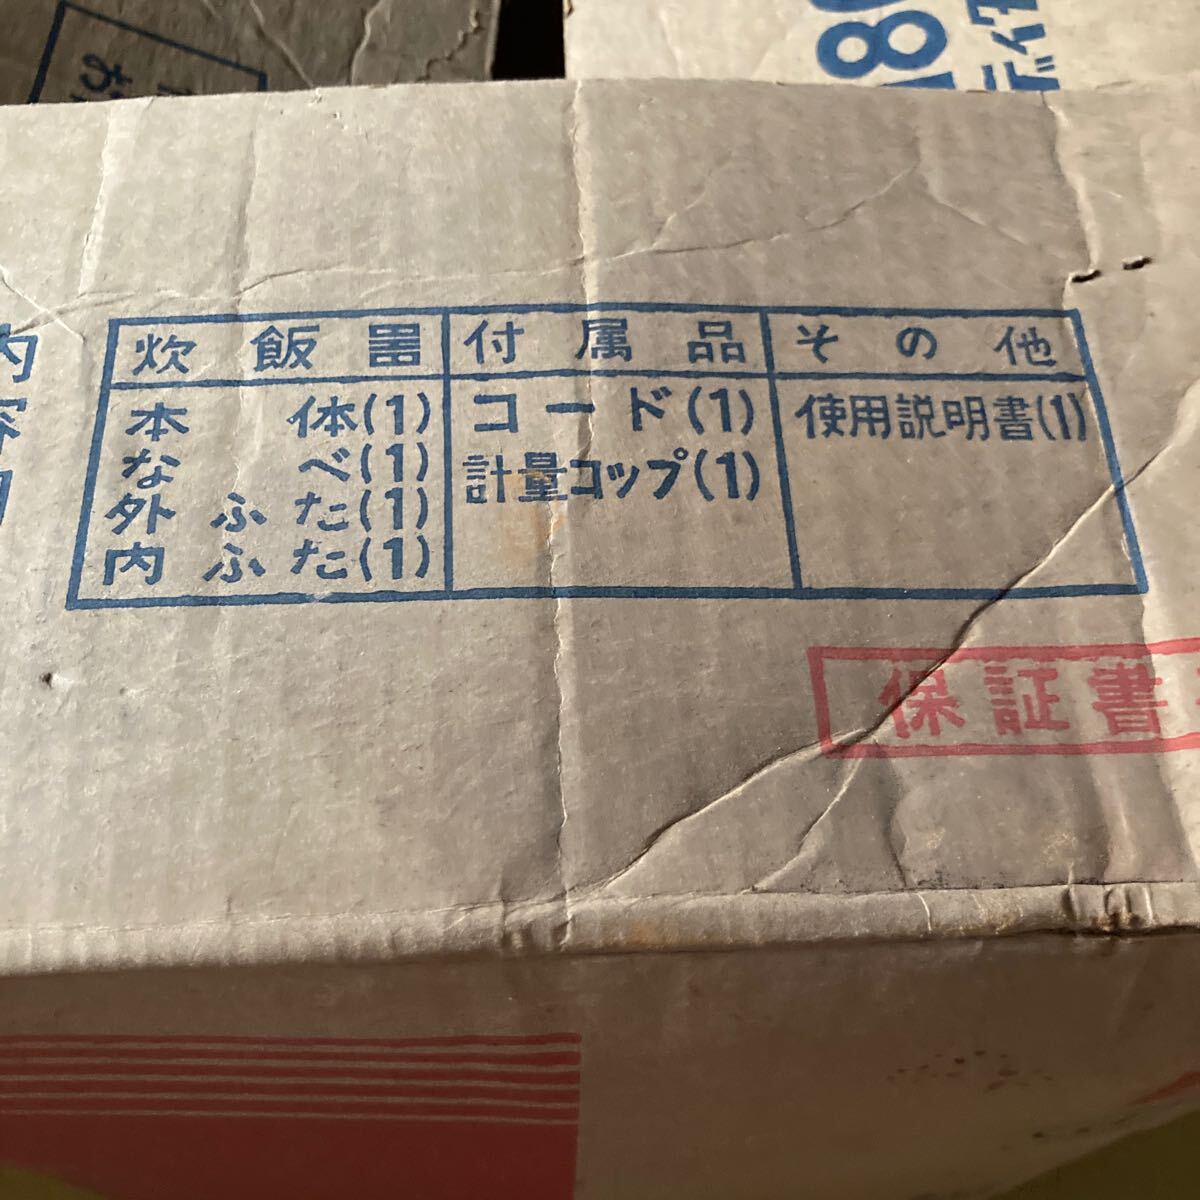 炊飯器 付属品 その他
本体(1) コード(1) 使用説明書(1)
なべ(1) 計量コップ(1)
外ふた(1)
内ふた(1)
保証書